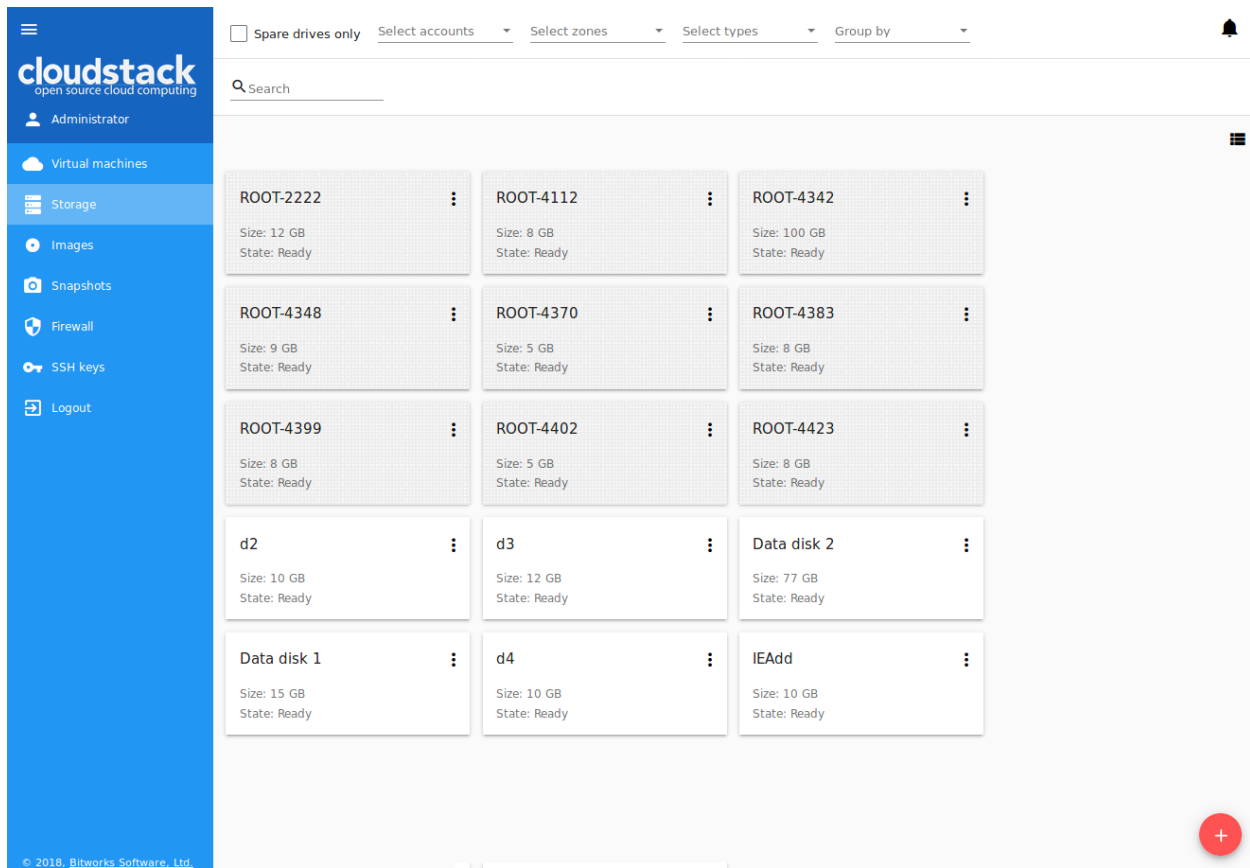 Spare drives only Select accounts Select zones Select types Group by
cloudstack
open source cloud computing
Search
Administrator
Virtual machines
Storage
Images
Snapshots
Firewall
SSH keys
Logout
ROOT-2222 ROOT-4112 ROOT-4342
Size: 12 GB Size: 8 GB Size: 100 GB
State: Ready State: Ready State: Ready
ROOT-4348 ROOT-4370 ROOT-4383
Size: 9 GB Size: 5 GB Size: 8 GB
State: Ready State: Ready State: Ready
ROOT-4399 ROOT-4402 ROOT-4423
Size: 8 GB Size: 5 GB Size: 8 GB
State: Ready State: Ready State: Ready
d2 d3 Data disk 2
Size: 10 GB Size: 12 GB Size: 77 GB
State: Ready State: Ready State: Ready
Data disk 1 d4 IEAdd
Size: 15 GB Size: 10 GB Size: 10 GB
State: Ready State: Ready State: Ready
© 2018, Bitworks Software, Ltd.